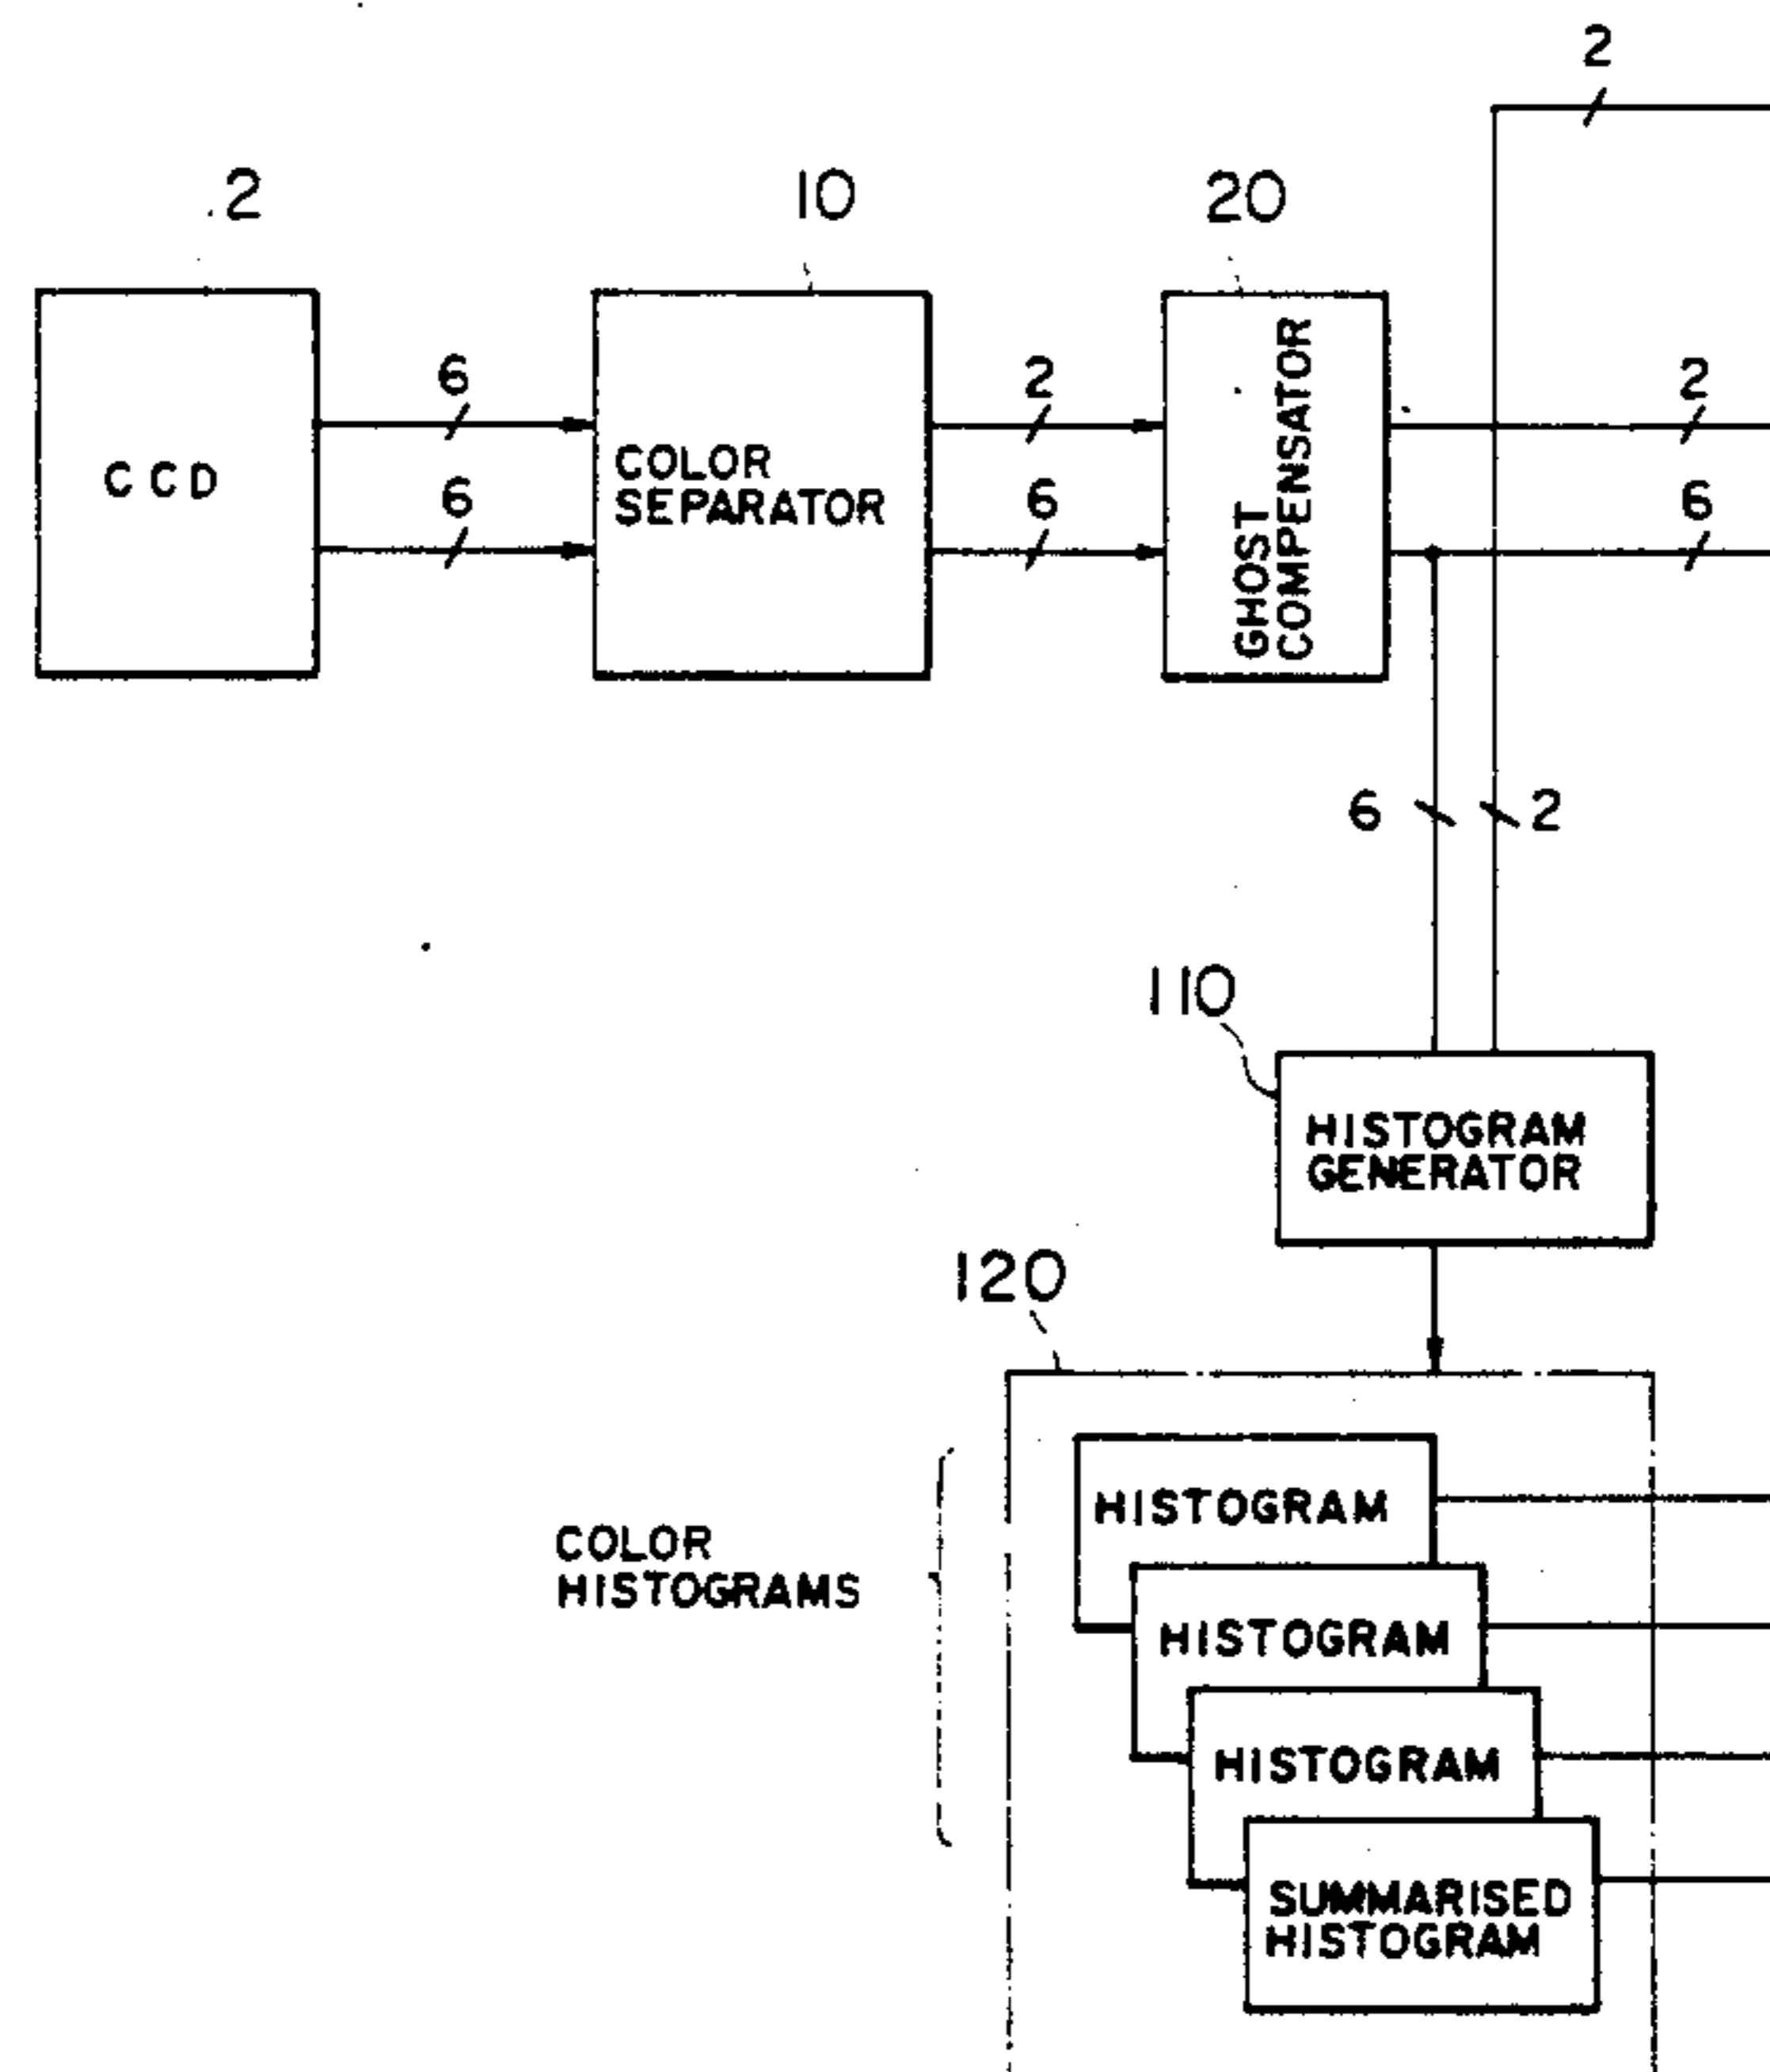 2
2
10
20
CCD
6
6
COLOR
SEPARATOR
2
6
GHOST
COMPENSATOR
2
6
6
2
110
HISTOGRAM
GENERATOR
120
COLOR
HISTOGRAMS
HISTOGRAM
HISTOGRAM
HISTOGRAM
SUMMARISED
HISTOGRAM